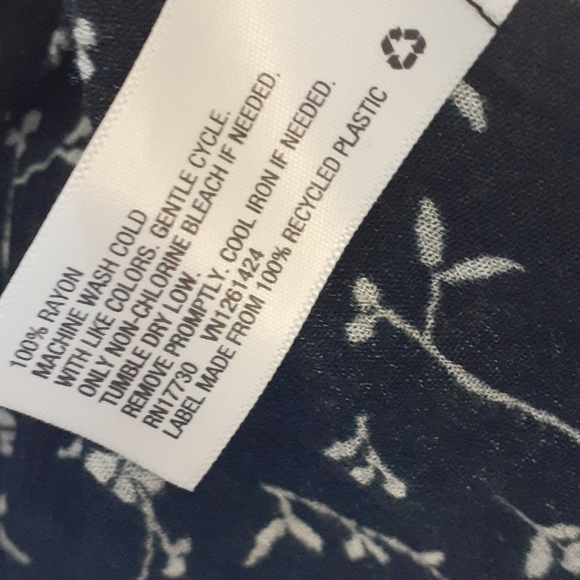 100% RAYON
MACHINE WASH COLD
WITH LIKE COLORS, GENTLE CYCLE.
ONLY NON-CHLORINE BLEACH IF NEEDED.
TUMBLE DRY LOW.
REMOVE PROMPTLY. COOL IRON IF NEEDED.
RN17730 VN1261424
LABEL MADE FROM 100% RECYCLED PLASTIC